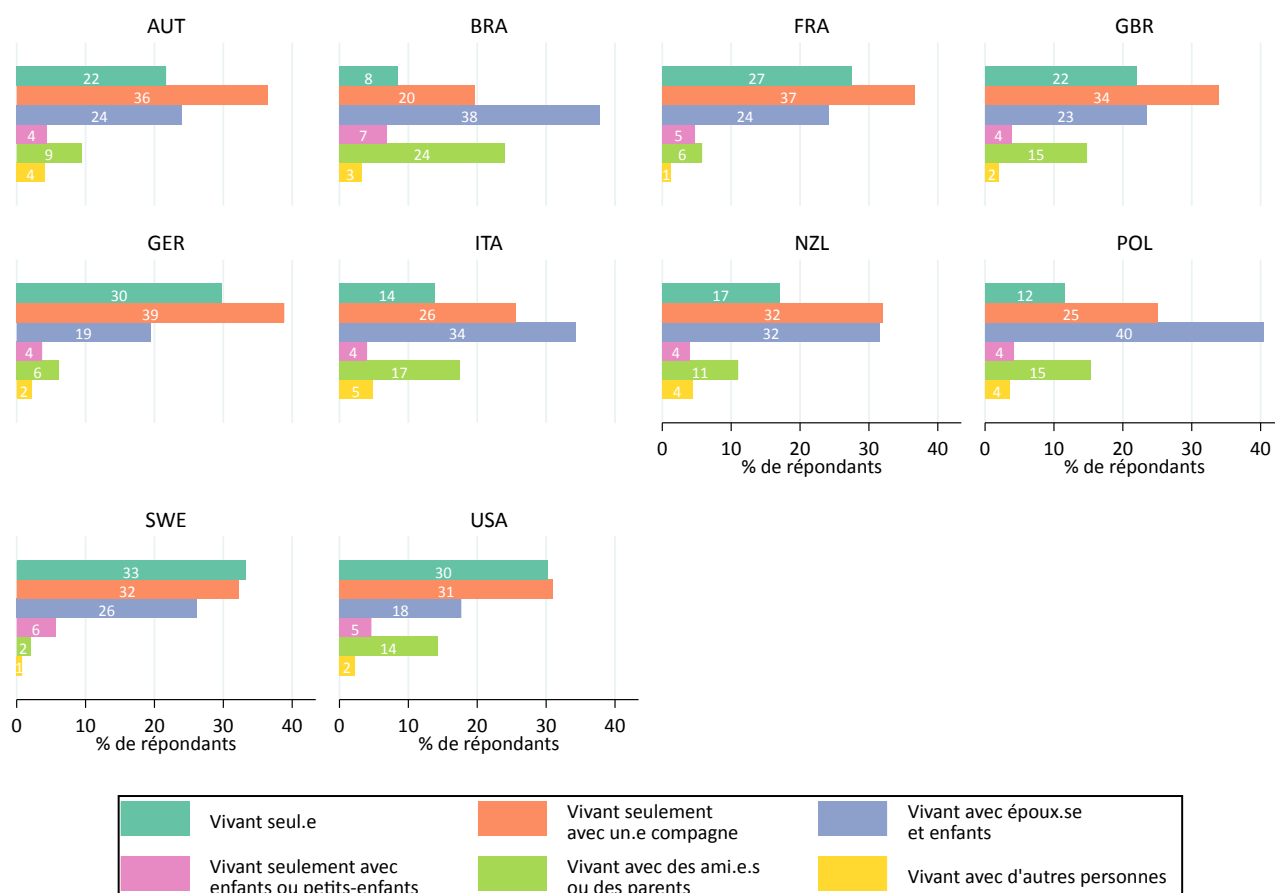 AUT BRA FRA GBR
22 8 27 22
36 20 37 34
24 38 24 23
4 7 5 4
9 24 6 15
4 3 1 2
GER ITA NZL POL
30 14 17 12
39 26 32 25
19 34 32 40
4 4 4 4
6 17 11 15
2 5 4 4
0 10 20 30 40 0 10 20 30 40
% de répondants % de répondants
SWE USA
33 30
32 31
26 18
6 5
2 14
1 2
0 10 20 30 40 0 10 20 30 40
% de répondants % de répondants
Vivant seul.e
Vivant seulement
avec un.e compagne
Vivant avec époux.se
et enfants
Vivant seulement avec
enfants ou petits-enfants
Vivant avec des ami.e.s
ou des parents
Vivant avec d'autres personnes